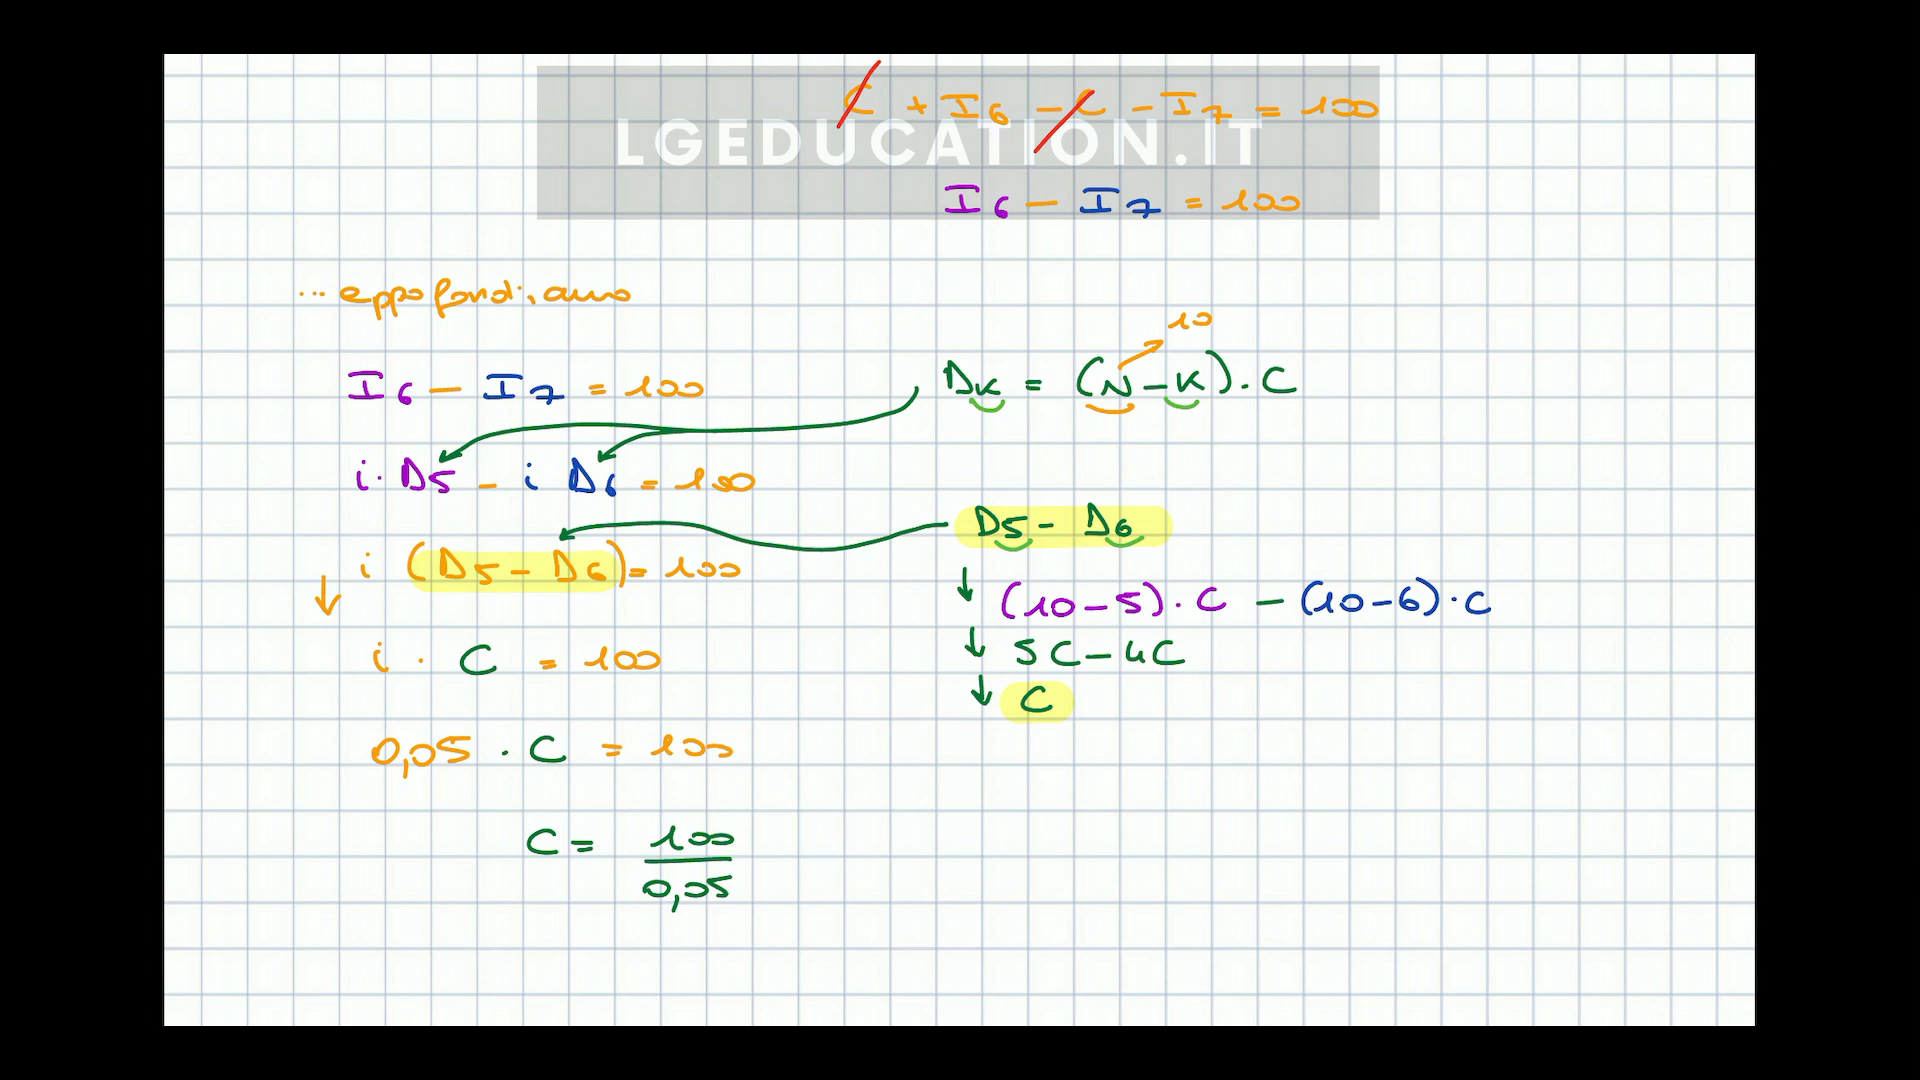 C + I6 - C - I7 = 100
LGEDUCATION.IT
I6 - I7 = 100
... eppofondiamo
10
I6 - I7 = 100
DK = (N-K).C
i. D5 - i D6 = 100
D5 - D6
i (D5 - D6) = 100
(10-5).C - (10-6).C
5C-4C
i . C = 100
C
0,05 . C = 100
C = 100
0,05